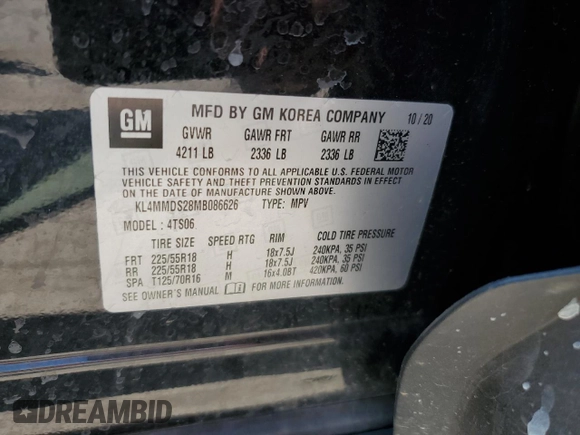 GM
MFD BY GM KOREA COMPANY 10/20
GVWR GAWR FRT GAWR RR
4211 LB 2336 LB 2336 LB
THIS VEHICLE CONFORMS TO ALL APPLICABLE U.S. FEDERAL MOTOR
VEHICLE SAFETY AND THEFT PREVENTION STANDARDS IN EFFECT ON
THE DATE OF MANUFACTURE SHOWN ABOVE.
KL4MMDS28MB086626 TYPE: MPV
MODEL: 4TS06
TIRE SIZE SPEED RTG RIM COLD TIRE PRESSURE
FRT 225/55R18 H 18x7.5J 240KPA, 35 PSI
RR 225/55R18 H 18x7.5J 240KPA, 35 PSI
SPA T125/70R16 M 16x4.0BT 420KPA, 60 PSI
SEE OWNER'S MANUAL FOR MORE INFORMATION.
DREAMBID